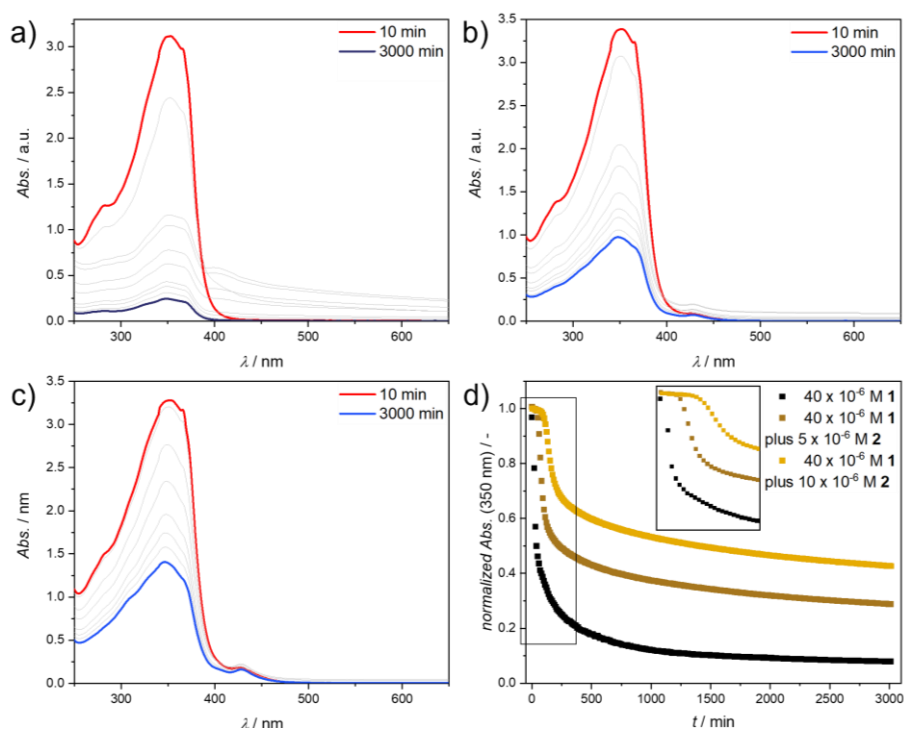 a)
10 min
3000 min
3.0
2.5
2.0
1.5
1.0
0.5
0.0
Abs. / a.u.
300
400
500
600
λ / nm
b)
10 min
3000 min
3.5
3.0
2.5
2.0
1.5
1.0
0.5
0.0
Abs. / a.u.
300
400
500
600
λ / nm
c)
10 min
3000 min
3.5
3.0
2.5
2.0
1.5
1.0
0.5
0.0
Abs. / nm
300
400
500
600
λ / nm
d)
40 x 10⁻⁶ M 1
40 x 10⁻⁶ M 1
plus 5 x 10⁻⁶ M 2
40 x 10⁻⁶ M 1
plus 10 x 10⁻⁶ M 2
1.0
0.8
0.6
0.4
0.2
0.0
normalized Abs. (350 nm) / -
0
500
1000
1500
2000
2500
3000
t / min